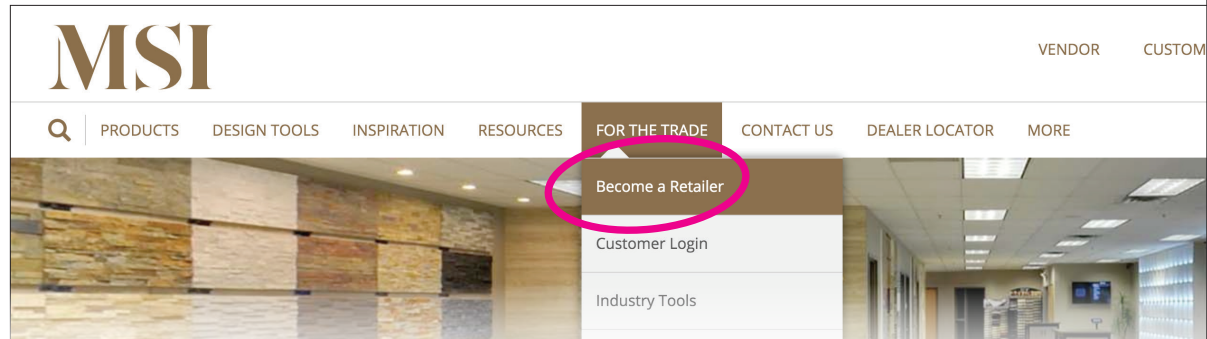 MSI
VENDOR CUSTOM
PRODUCTS DESIGN TOOLS INSPIRATION RESOURCES FOR THE TRADE CONTACT US DEALER LOCATOR MORE
Become a Retailer
Customer Login
Industry Tools